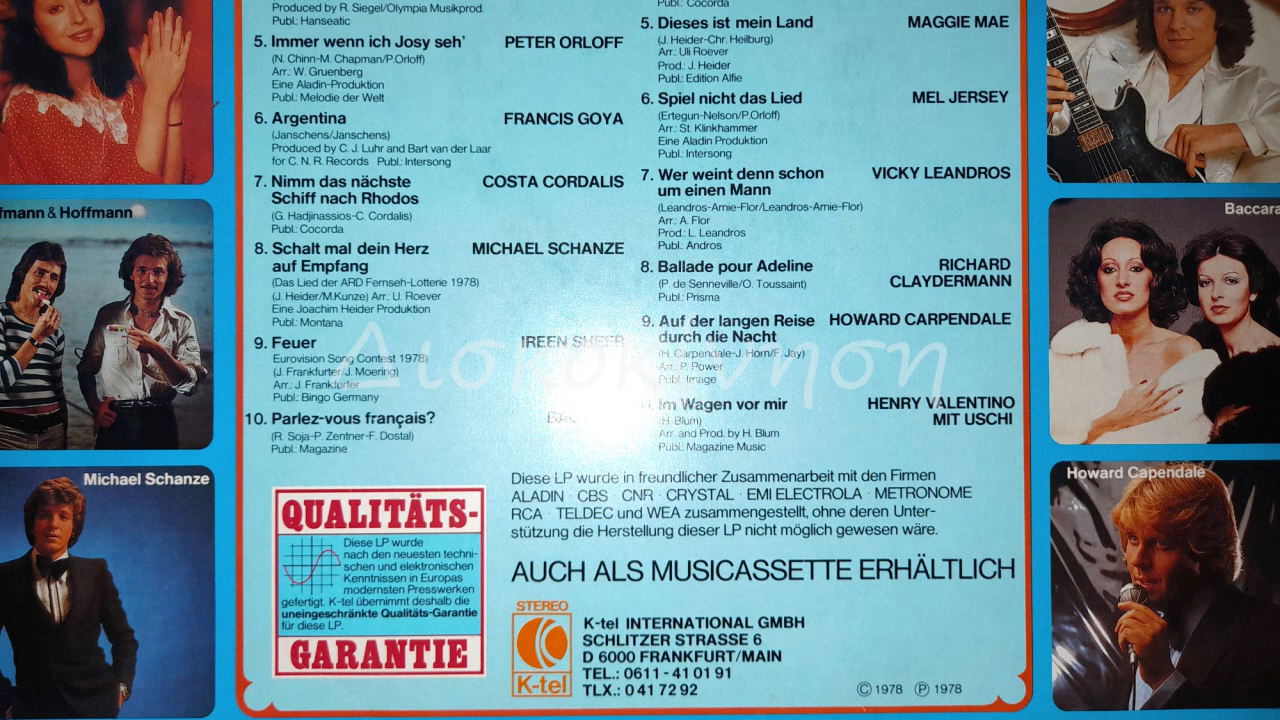 Produced by R. Siegel/Olympia Musikprod.
Publ.: Hanseatic
5. Immer wenn ich Josy seh' PETER ORLOFF
(N. Chinn-M. Chapman/P.Orloff)
Arr.: W. Gruenberg
Eine Aladin-Produktion
Publ.: Melodie der Welt
6. Argentina FRANCIS GOYA
(Janschens/Janschens)
Produced by C. J. Luhr and Bart van der Laar
for C. N. R. Records Publ.: Intersong
7. Nimm das nächste COSTA CORDALIS
Schiff nach Rhodos
(G. Hadjinassios-C. Cordalis)
Publ.: Cocorda
8. Schalt mal dein Herz MICHAEL SCHANZE
auf Empfang
(Das Lied der ARD Fernseh-Lotterie 1978)
(J. Heider/M.Kunze) Arr.: U. Roever
Eine Joachim Heider Produktion
Publ.: Montana
9. Feuer IREEN SHEER
Eurovision Song Contest 1978)
(J. Frankfurter/J. Moering)
Arr.: J. Frankfurter
Publ.: Bingo Germany
10. Parlez-vous français?
(R. Soja-P. Zentner-F. Dostal)
Publ.: Magazine
Publ.: Cocorda
5. Dieses ist mein Land MAGGIE MAE
(J. Heider-Chr. Heilburg)
Arr.: Uli Roever
Prod.: J. Heider
Publ.: Edition Alfie
6. Spiel nicht das Lied MEL JERSEY
(Ertegun-Nelson/P.Orloff)
Arr.: St. Klinkhammer
Eine Aladin Produktion
Publ.: Intersong
7. Wer weint denn schon VICKY LEANDROS
um einen Mann
(Leandros-Arnie-Flor/Leandros-Arnie-Flor)
Arr.: A. Flor
Prod.: L. Leandros
Publ.: Andros
8. Ballade pour Adeline RICHARD
CLAYDERMANN
(P. de Senneville/O. Toussaint)
Publ.: Prisma
9. Auf der langen Reise HOWARD CARPENDALE
durch die Nacht
(H. Carpendale-J. Horn/F. Jay)
Arr.: P. Power
Publ.: Image
Im Wagen vor mir HENRY VALENTINO
MIT USCHI
(H. Blum)
Arr. and Prod. by H. Blum
Publ.: Magazine Music
Diese LP wurde in freundlicher Zusammenarbeit mit den Firmen
ALADIN · CBS · CNR · CRYSTAL · EMI ELECTROLA · METRONOME
RCA · TELDEC und WEA zusammengestellt, ohne deren Unter-
stützung die Herstellung dieser LP nicht möglich gewesen wäre.
AUCH ALS MUSICASSETTE ERHÄLTLICH
QUALITÄTS-
Diese LP wurde
nach den neuesten techni-
schen und elektronischen
Kenntnissen in Europas
modernsten Presswerken
gefertigt. K-tel übernimmt deshalb die
uneingeschränkte Qualitäts-Garantie
für diese LP.
GARANTIE
STEREO
K-tel
K-tel INTERNATIONAL GMBH
SCHLITZER STRASSE 6
D 6000 FRANKFURT/MAIN
TEL.: 0611-41 01 91
TLX.: 0 41 72 92
Ⓒ 1978 Ⓟ 1978
& Hoffmann
Michael Schanze
Baccara
Howard Capendale
Δισκοκίνηση